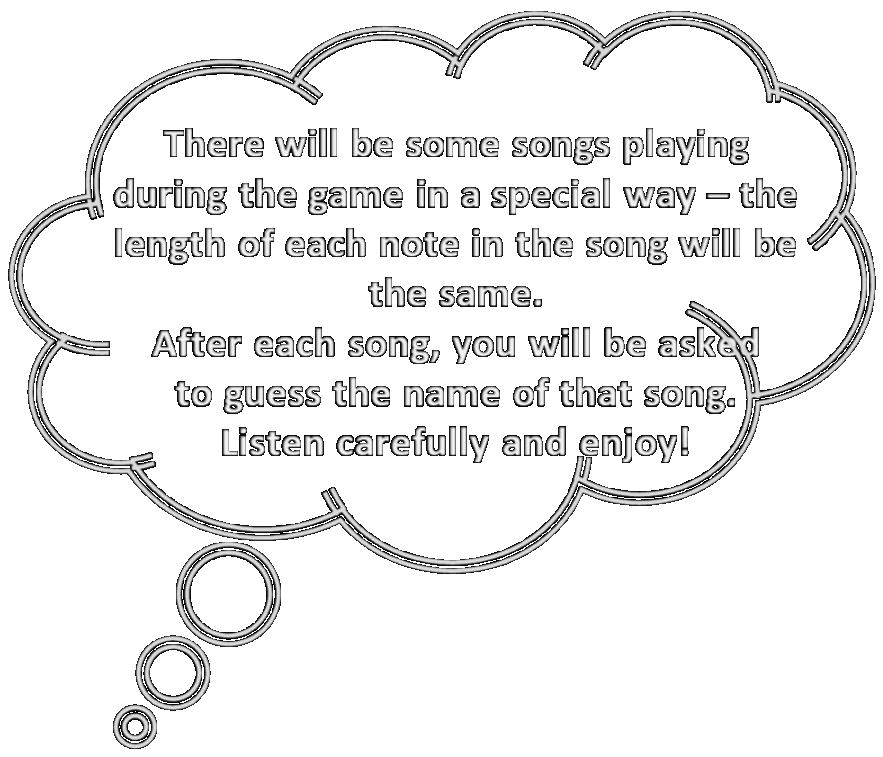 There will be some songs playing
during the game in a special way – the
length of each note in the song will be
the same.
After each song, you will be asked
to guess the name of that song.
Listen carefully and enjoy!